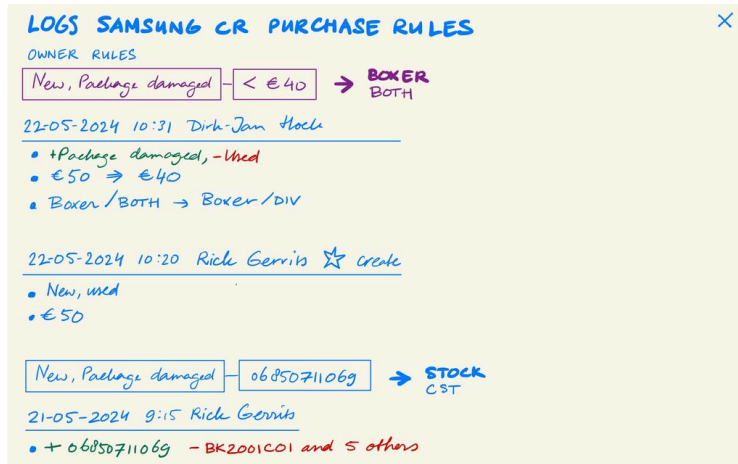 LOGS SAMSUNG CR PURCHASE RULES
OWNER RULES
New, Package damaged < €40 → BOXER
BOTH
22-05-2024 10:31 Dirk-Jan Hoek
• +Package damaged, -Used
• €50 → €40
• Boxer/BOTH → Boxer/DIV
22-05-2024 10:20 Rick Gerrits ☆ create
• New, used
• €50
New, Package damaged 06850711069 → STOCK
CST
21-05-2024 9:15 Rick Gerrits
• + 06850711069 - BK2001C01 and 5 others